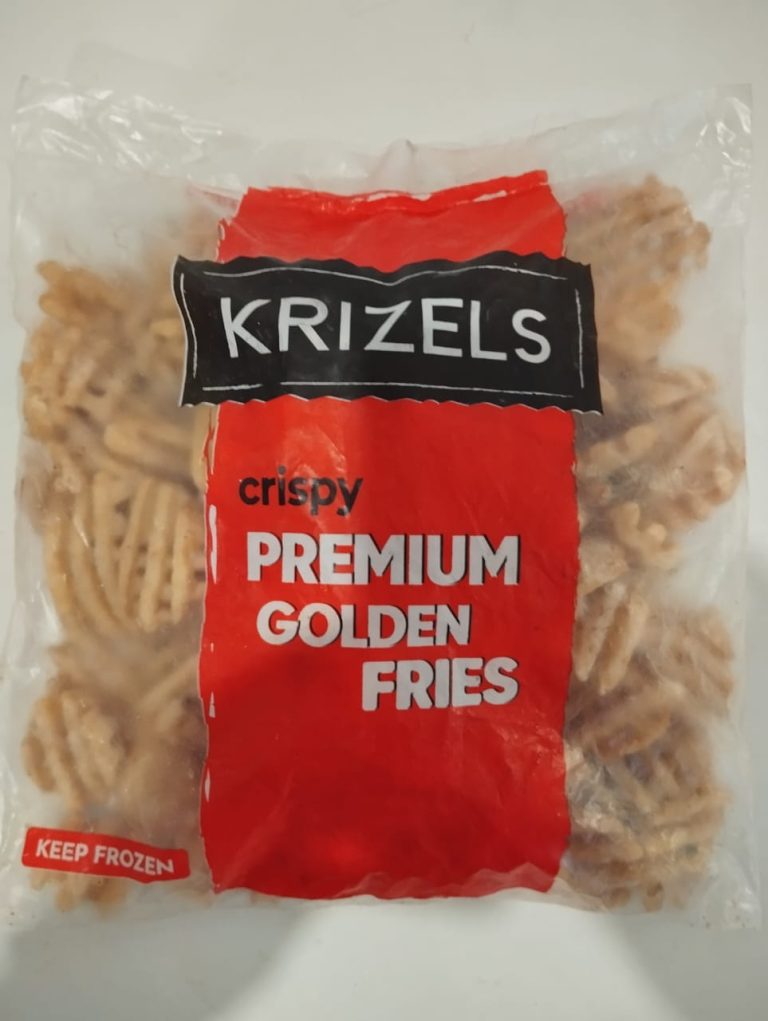 KRIZELS
crispy
PREMIUM
GOLDEN
FRIES
KEEP FROZEN